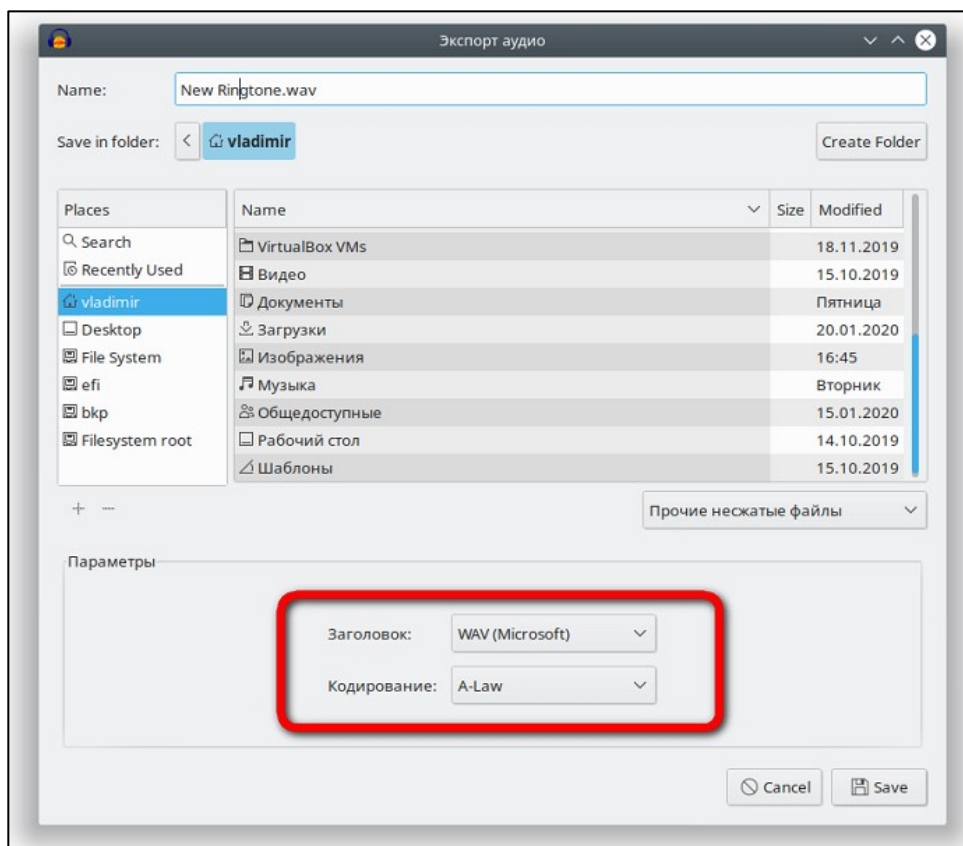 Экспорт аудио
Name: New Ringtone.wav
Save in folder: vladimir Create Folder
Places Name Size Modified
Search VirtualBox VMs 18.11.2019
Recently Used Видео 15.10.2019
vladimir Документы Пятница
Desktop Загрузки 20.01.2020
File System Изображения 16:45
efi Музыка Вторник
bkp Общедоступные 15.01.2020
Filesystem root Рабочий стол 14.10.2019
Шаблоны 15.10.2019
Прочие несжатые файлы
Параметры
Заголовок: WAV (Microsoft)
Кодирование: A-Law
Cancel Save